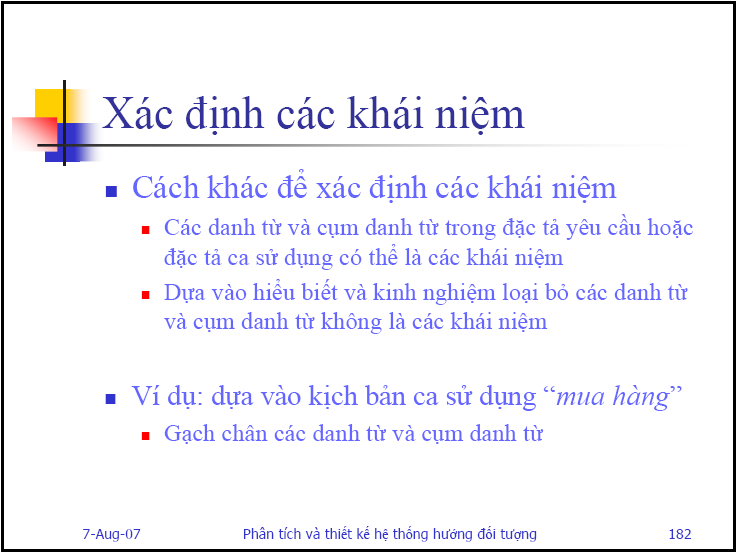 Xác định các khái niệm
Cách khác để xác định các khái niệm
Các danh từ và cụm danh từ trong đặc tả yêu cầu hoặc
đặc tả ca sử dụng có thể là các khái niệm
Dựa vào hiểu biết và kinh nghiệm loại bỏ các danh từ
và cụm danh từ không là các khái niệm
Ví dụ: dựa vào kịch bản ca sử dụng “mua hàng”
Gạch chân các danh từ và cụm danh từ
7-Aug-07 Phân tích và thiết kế hệ thống hướng đối tượng 182